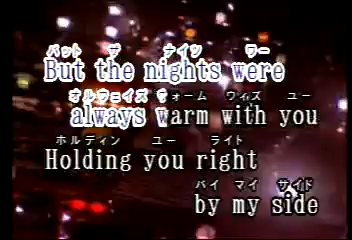 バット ザ ナイツ ワー
But the nights were
オルウェイズ ウォーム ウィズ ユー
always warm with you
ホルディン ユー ライト
Holding you right
バイ マイ サイド
by my side